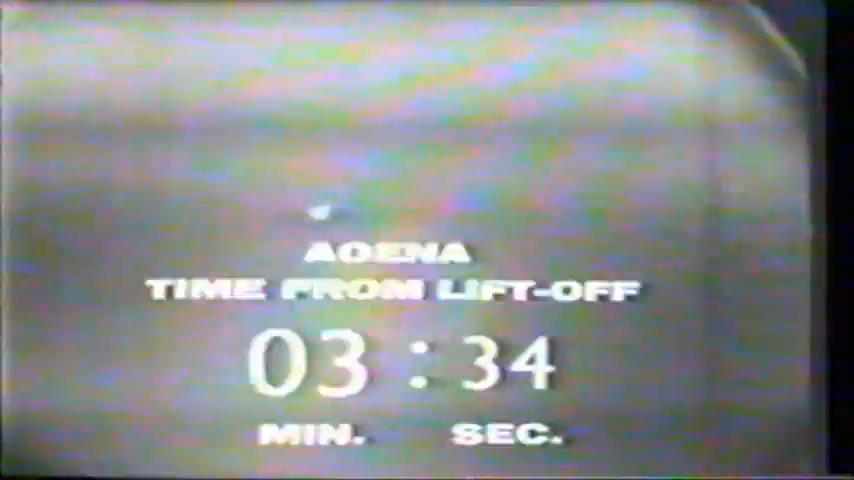 AGENA
TIME FROM LIFT-OFF
03 : 34
MIN. SEC.